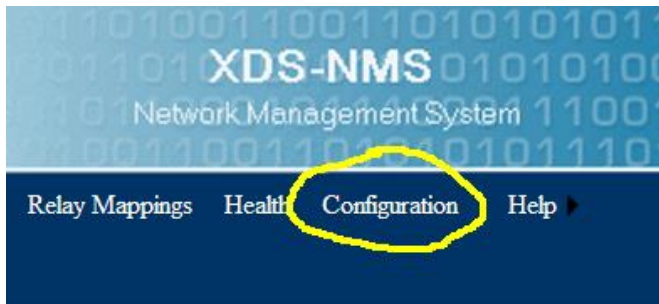 XDS-NMS
Network Management System
Relay Mappings Health Configuration Help